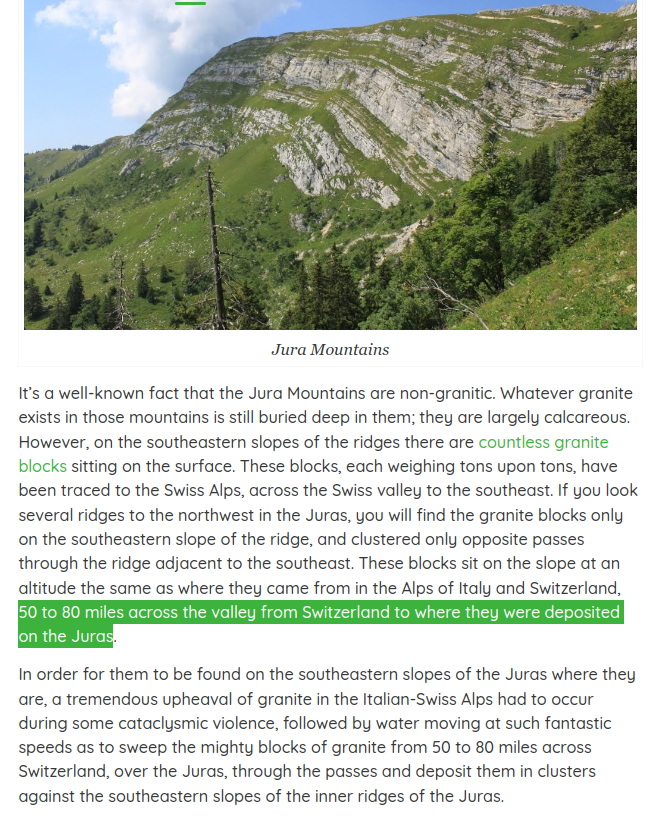 Jura Mountains
It's a well-known fact that the Jura Mountains are non-granitic. Whatever granite
exists in those mountains is still buried deep in them; they are largely calcareous.
However, on the southeastern slopes of the ridges there are countless granite
blocks sitting on the surface. These blocks, each weighing tons upon tons, have
been traced to the Swiss Alps, across the Swiss valley to the southeast. If you look
several ridges to the northwest in the Juras, you will find the granite blocks only
on the southeastern slope of the ridge, and clustered only opposite passes
through the ridge adjacent to the southeast. These blocks sit on the slope at an
altitude the same as where they came from in the Alps of Italy and Switzerland,
50 to 80 miles across the valley from Switzerland to where they were deposited
on the Juras.
In order for them to be found on the southeastern slopes of the Juras where they
are, a tremendous upheaval of granite in the Italian-Swiss Alps had to occur
during some cataclysmic violence, followed by water moving at such fantastic
speeds as to sweep the mighty blocks of granite from 50 to 80 miles across
Switzerland, over the Juras, through the passes and deposit them in clusters
against the southeastern slopes of the inner ridges of the Juras.